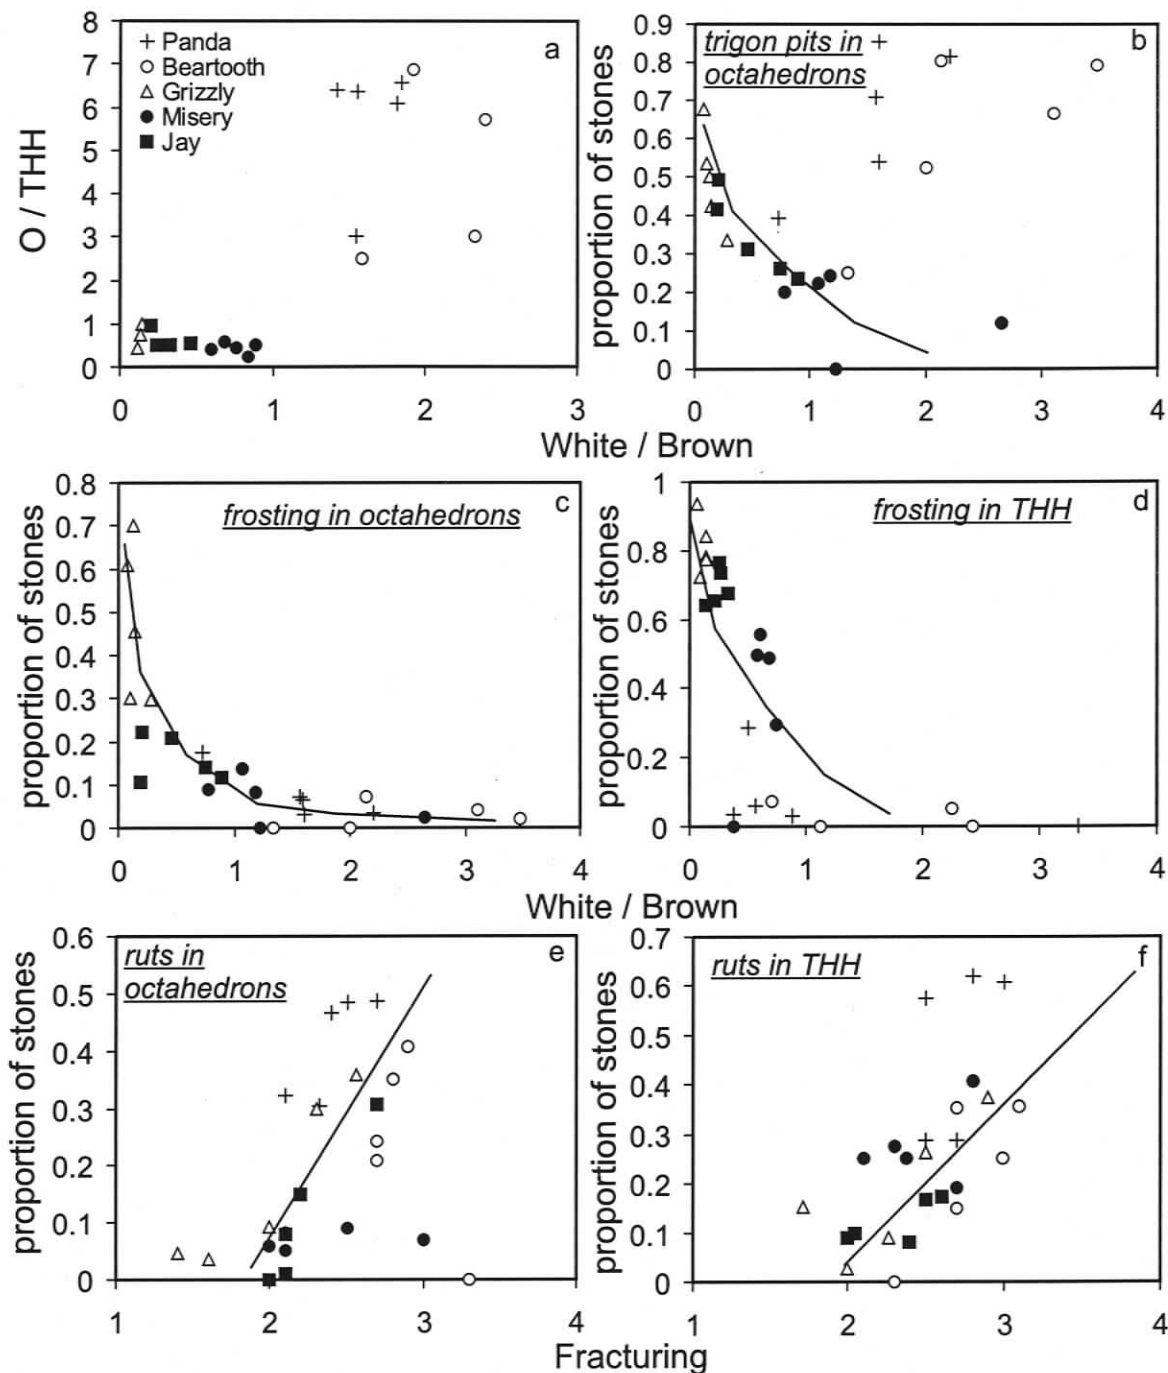 a
+ Panda
○ Beartooth
△ Grizzly
● Misery
■ Jay
O / THH
8
7
6
5
4
3
2
1
0
0 1 2 3
b
trigon pits in
octahedrons
proportion of stones
0.9
0.8
0.7
0.6
0.5
0.4
0.3
0.2
0.1
0
0 1 2 3 4
White / Brown
c
frosting in octahedrons
proportion of stones
0.8
0.7
0.6
0.5
0.4
0.3
0.2
0.1
0
0 1 2 3 4
d
frosting in THH
proportion of stones
1
0.8
0.6
0.4
0.2
0
0 1 2 3 4
White / Brown
e
ruts in
octahedrons
proportion of stones
0.6
0.5
0.4
0.3
0.2
0.1
0
1 2 3 4
f
ruts in THH
proportion of stones
0.7
0.6
0.5
0.4
0.3
0.2
0.1
0
1 2 3 4
Fracturing